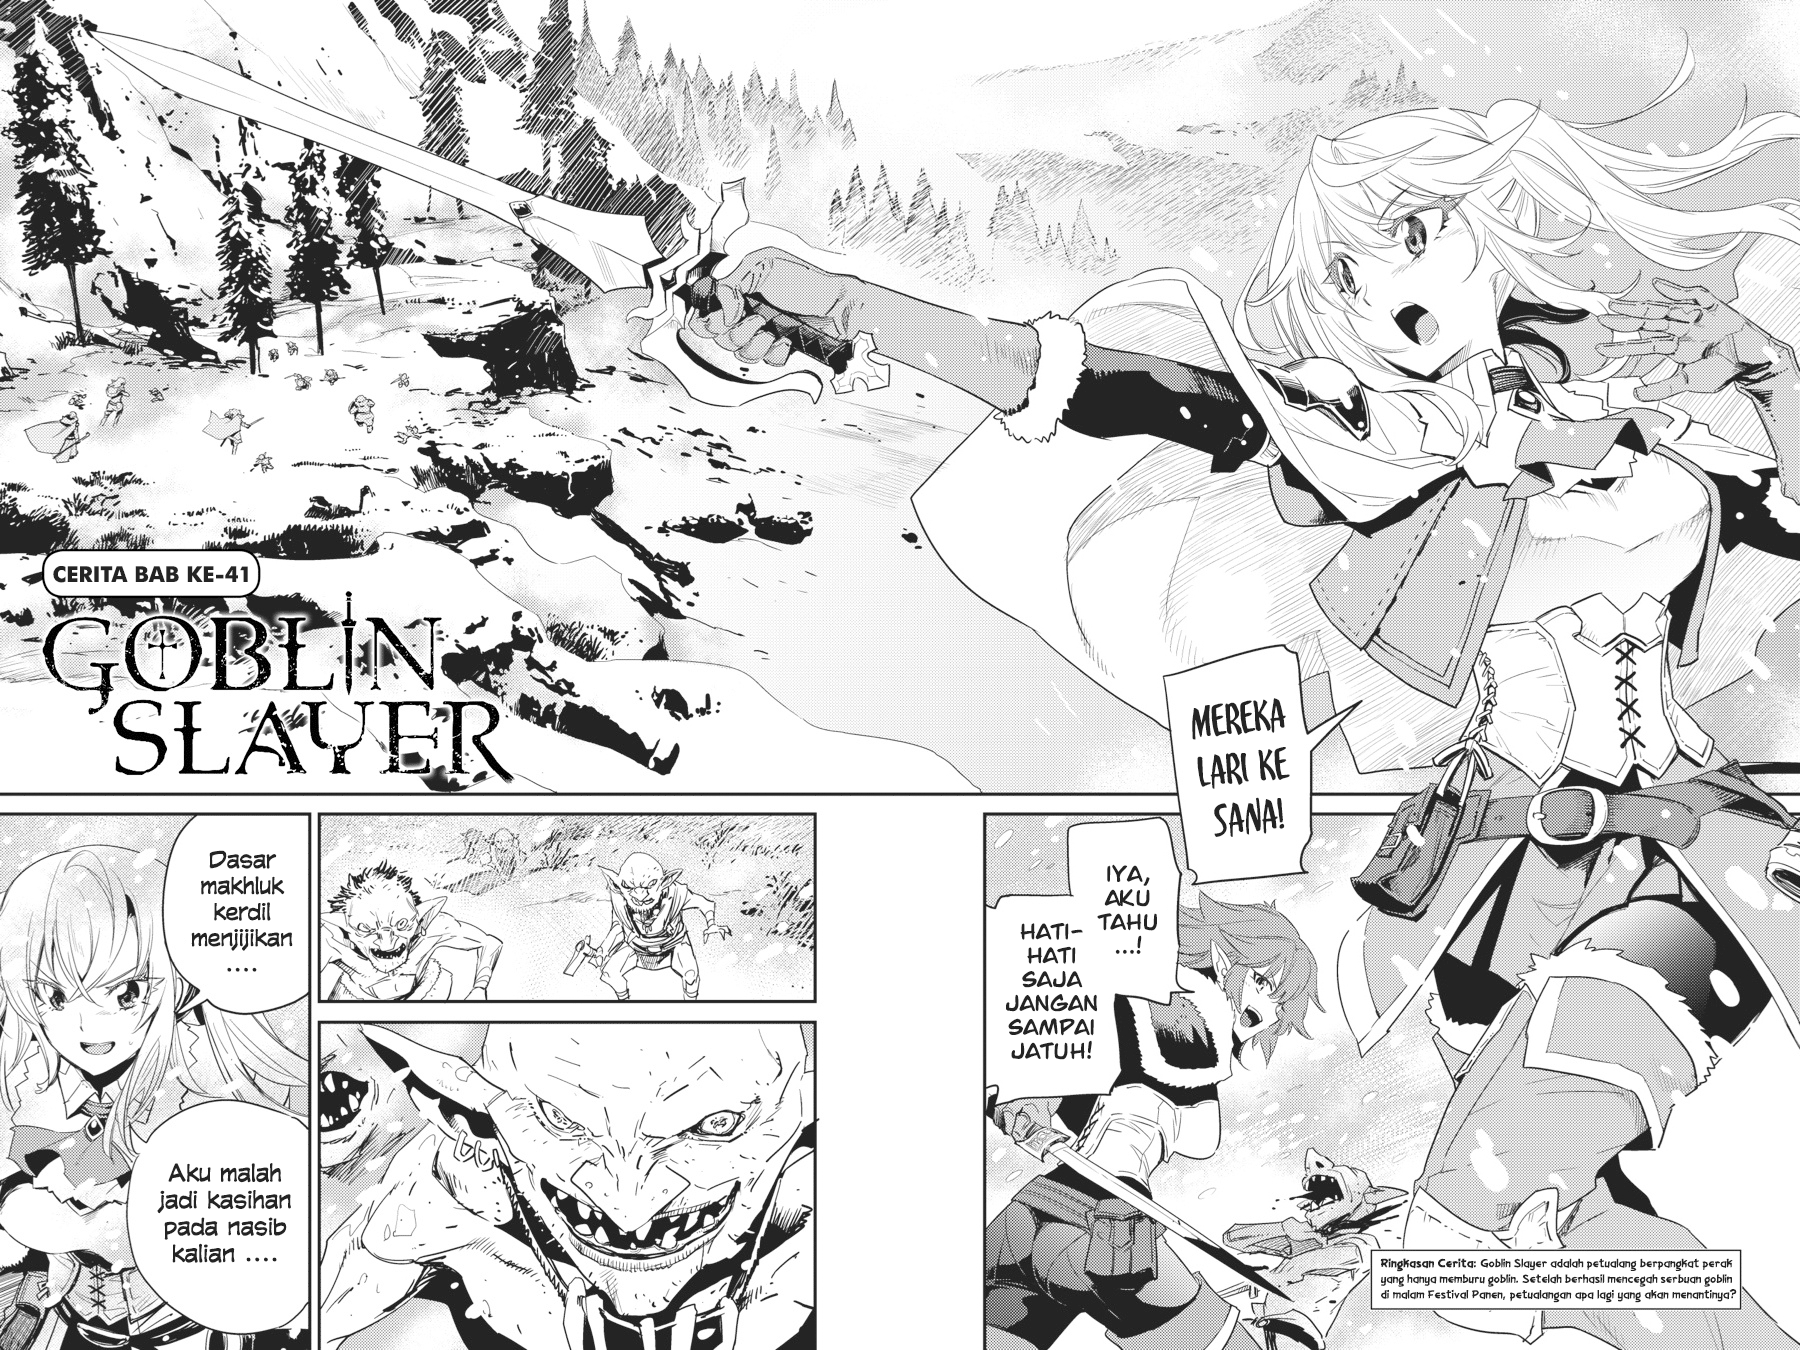 MEREKA
LARI KE
SANA!
IYA,
AKU
TAHU
...!
HATI-
HATI
SAJA
JANGAN
SAMPAI
JATUH!
Ringkasan Cerita: Goblin Slayer adalah petualang berpangkat perak
yang hanya memburu goblin. Setelah berhasil mencegah serbuan goblin
di malam Festival Panen, petualangan apa lagi yang akan menantinya?
CERITA BAB KE-41
GOBLIN
SLAYER
Dasar
makhluk
kerdil
menjijikan
....
Aku malah
jadi kasihan
pada nasib
kalian ....